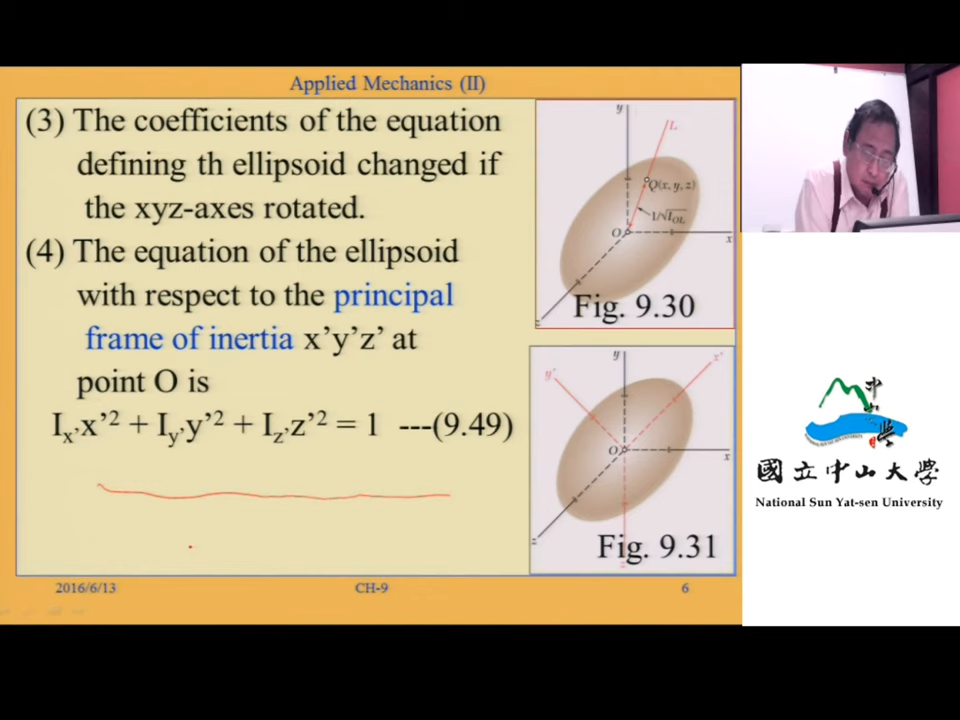 Applied Mechanics (II)
(3) The coefficients of the equation
defining th ellipsoid changed if
the xyz-axes rotated.
(4) The equation of the ellipsoid
with respect to the principal
frame of inertia x’y’z’ at
point O is
Ix’x’² + Iy’y’² + Iz’z’² = 1 ---(9.49)
y
L
Q(x, y, z)
1/√IOL
O
x
z
Fig. 9.30
y
x'
y'
O
x
z
Fig. 9.31
2016/6/13
CH-9
6
國立中山大學
National Sun Yat-sen University